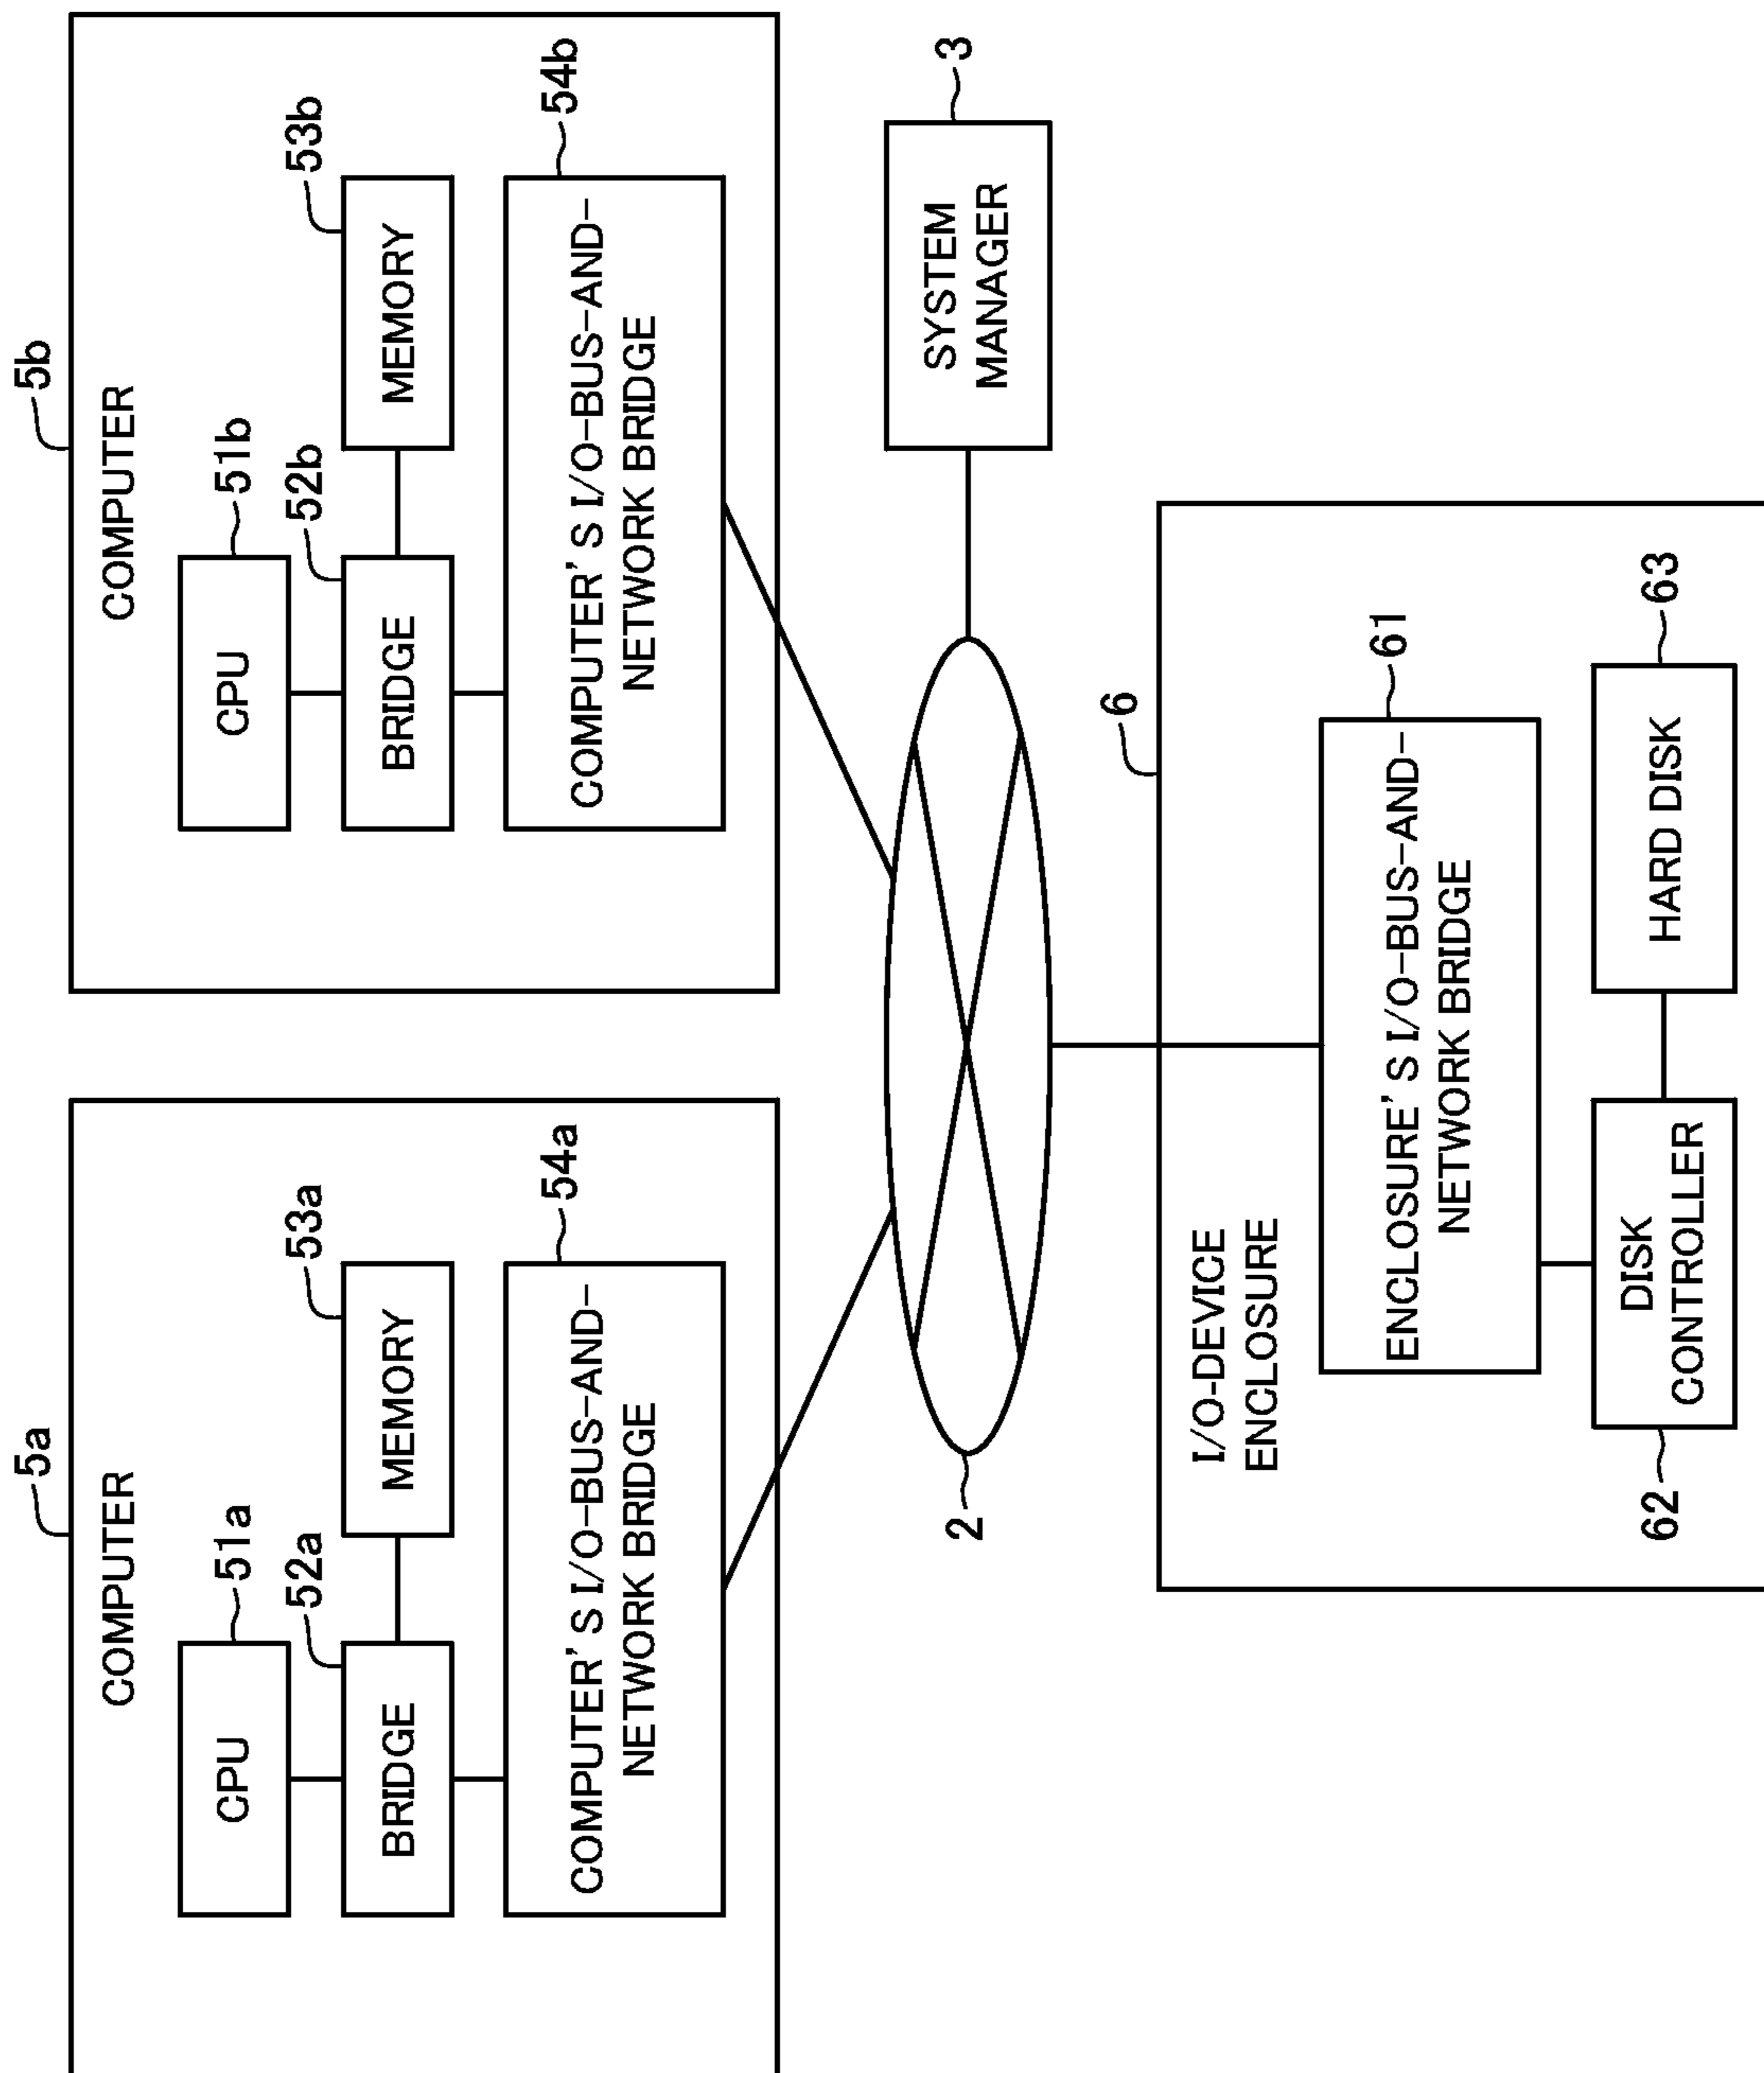 5a
COMPUTER
51a
CPU
52a
BRIDGE
53a
MEMORY
54a
COMPUTER'S I/O-BUS-AND-
NETWORK BRIDGE
5b
COMPUTER
51b
CPU
52b
BRIDGE
53b
MEMORY
54b
COMPUTER'S I/O-BUS-AND-
NETWORK BRIDGE
2
3
SYSTEM
MANAGER
6
I/O-DEVICE
ENCLOSURE
61
ENCLOSURE'S I/O-BUS-AND-
NETWORK BRIDGE
62
DISK
CONTROLLER
63
HARD DISK